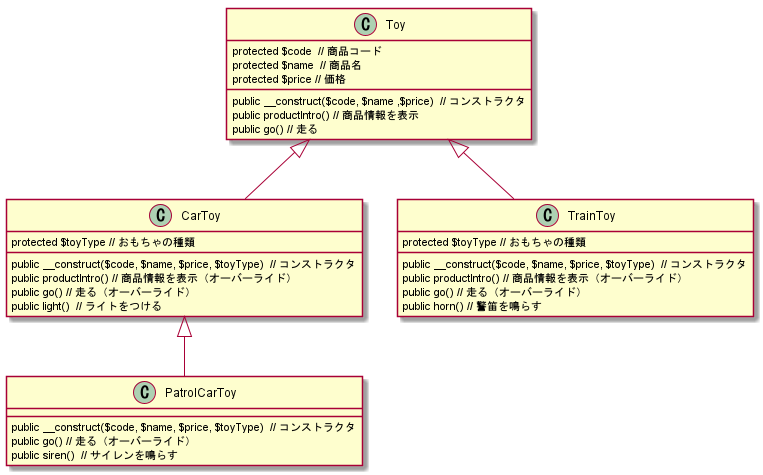 C Toy
protected $code // 商品コード
protected $name // 商品名
protected $price // 価格
public __construct($code, $name ,$price) // コンストラクタ
public productIntro() // 商品情報を表示
public go() // 走る
C CarToy
protected $toyType // おもちゃの種類
public __construct($code, $name, $price, $toyType) // コンストラクタ
public productIntro() // 商品情報を表示（オーバーライド）
public go() // 走る（オーバーライド）
public light() // ライトをつける
C TrainToy
protected $toyType // おもちゃの種類
public __construct($code, $name, $price, $toyType) // コンストラクタ
public productIntro() // 商品情報を表示（オーバーライド）
public go() // 走る（オーバーライド）
public horn() // 警笛を鳴らす
C PatrolCarToy
public __construct($code, $name, $price, $toyType) // コンストラクタ
public go() // 走る（オーバーライド）
public siren() // サイレンを鳴らす